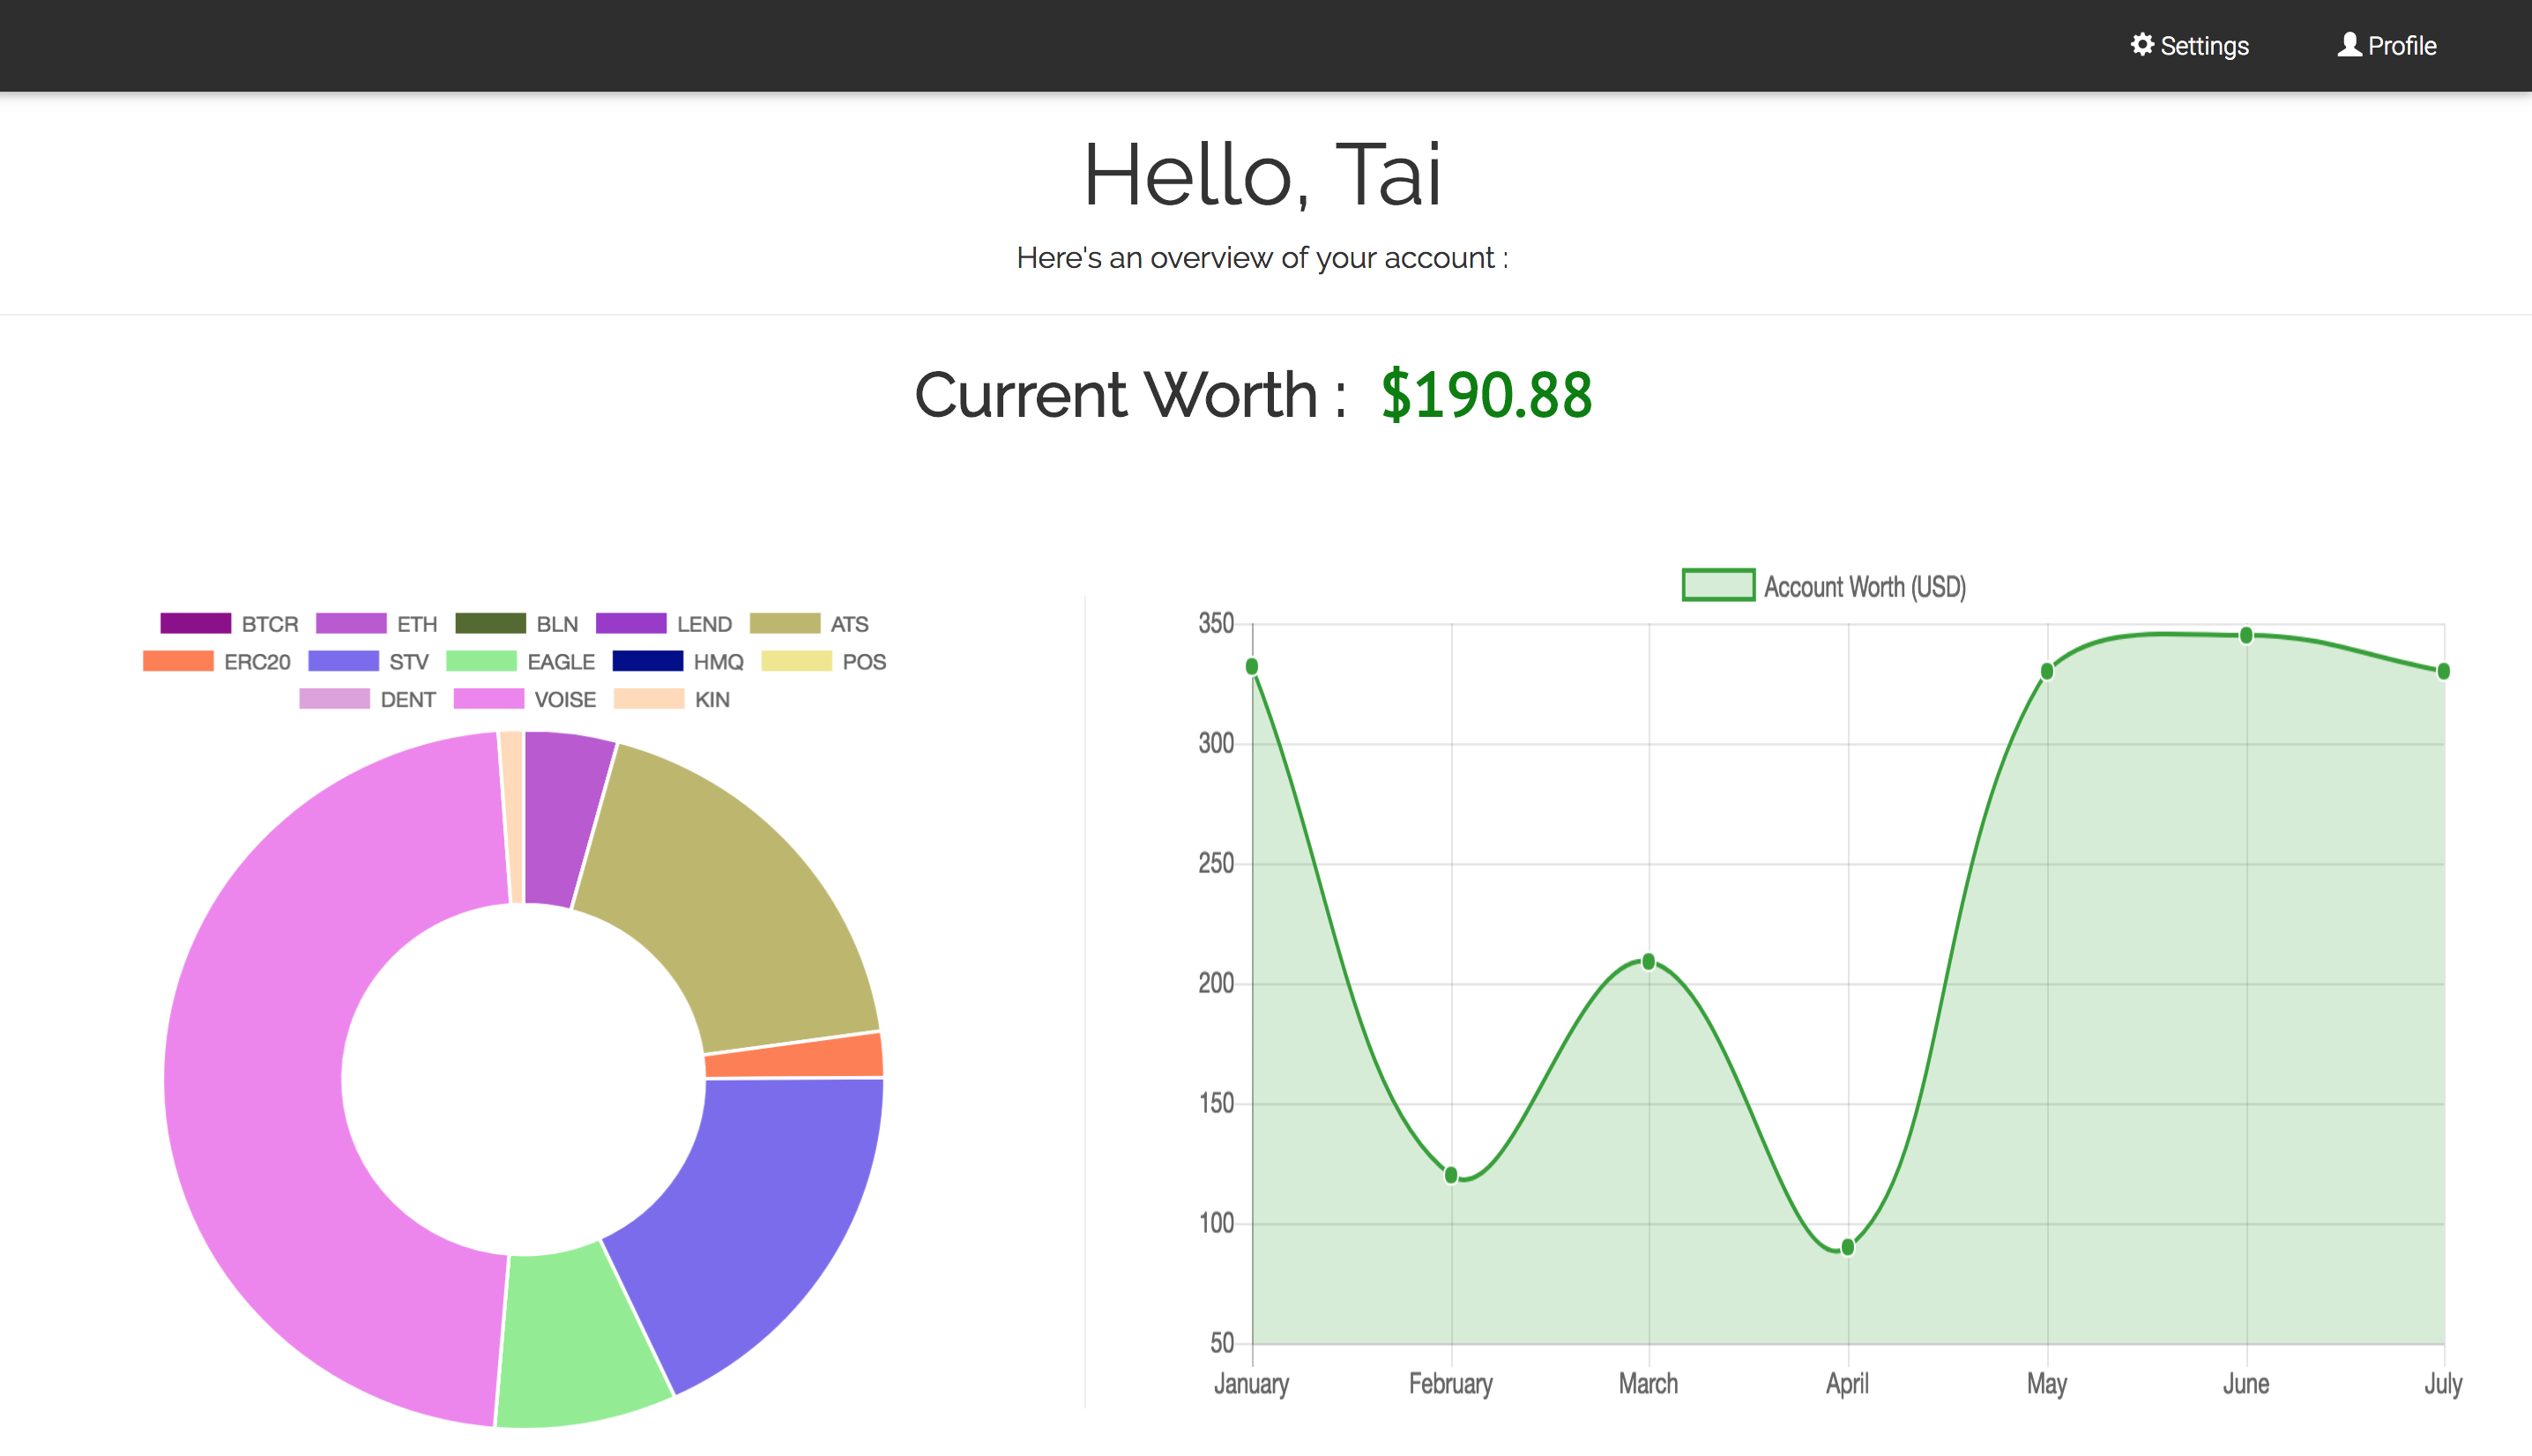 Settings Profile
Hello, Tai
Here's an overview of your account :
Current Worth : $190.88
BTCR ETH BLN LEND ATS
ERC20 STV EAGLE HMQ POS
DENT VOISE KIN
Account Worth (USD)
350
300
250
200
150
100
50
January February March April May June July